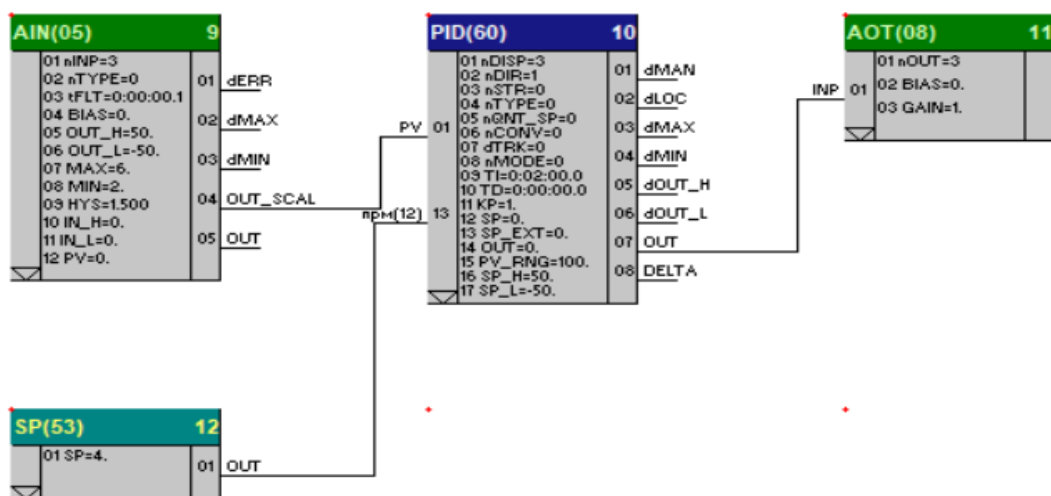 AIN(05) 9
01 nINP=3
02 nTYPE=0
03 tFLT=0:00:00.1
04 BIAS=0.
05 OUT_H=50.
06 OUT_L=-50.
07 MAX=6.
08 MIN=2.
09 HYS=1.500
10 IN_H=0.
11 IN_L=0.
12 PV=0.
01 dERR
02 dMAX
03 dMIN
04 OUT_SCAL
05 OUT
PID(60) 10
PV 01
прм(12) 13
01 nDISP=3
02 nDIR=1
03 nSTR=0
04 nTYPE=0
05 nQNT_SP=0
06 nCONV=0
07 dTRK=0
08 nMODE=0
09 TI=0:02:00.0
10 TD=0:00:00.0
11 KP=1.
12 SP=0.
13 SP_EXT=0.
14 OUT=0.
15 PV_RNG=100.
16 SP_H=50.
17 SP_L=-50.
01 dMAN
02 dLOC
03 dMAX
04 dMIN
05 dOUT_H
06 dOUT_L
07 OUT
08 DELTA
AOT(08) 11
INP 01
01 nOUT=3
02 BIAS=0.
03 GAIN=1.
SP(53) 12
01 SP=4.
01 OUT